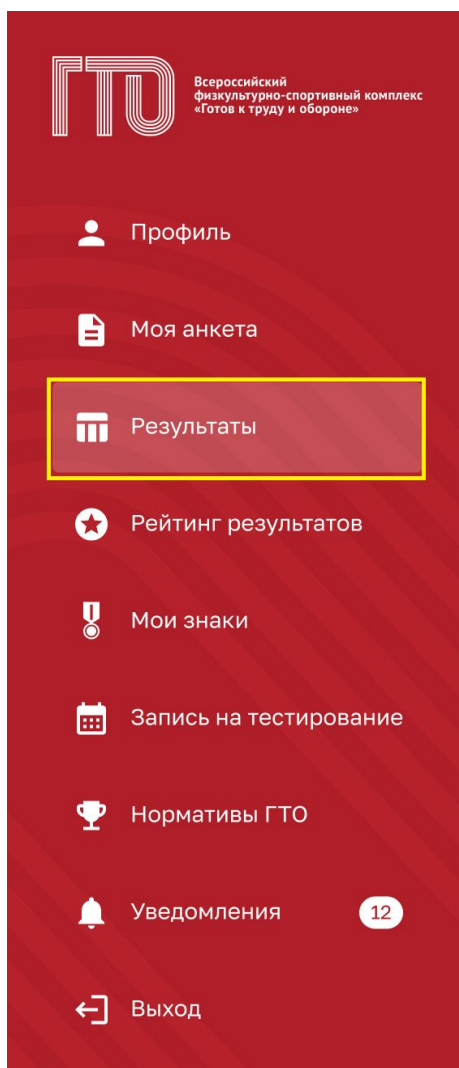 ГТО
Всероссийский
физкультурно-спортивный комплекс
«Готов к труду и обороне»
Профиль
Моя анкета
Результаты
Рейтинг результатов
Мои знаки
Запись на тестирование
Нормативы ГТО
Уведомления 12
Выход